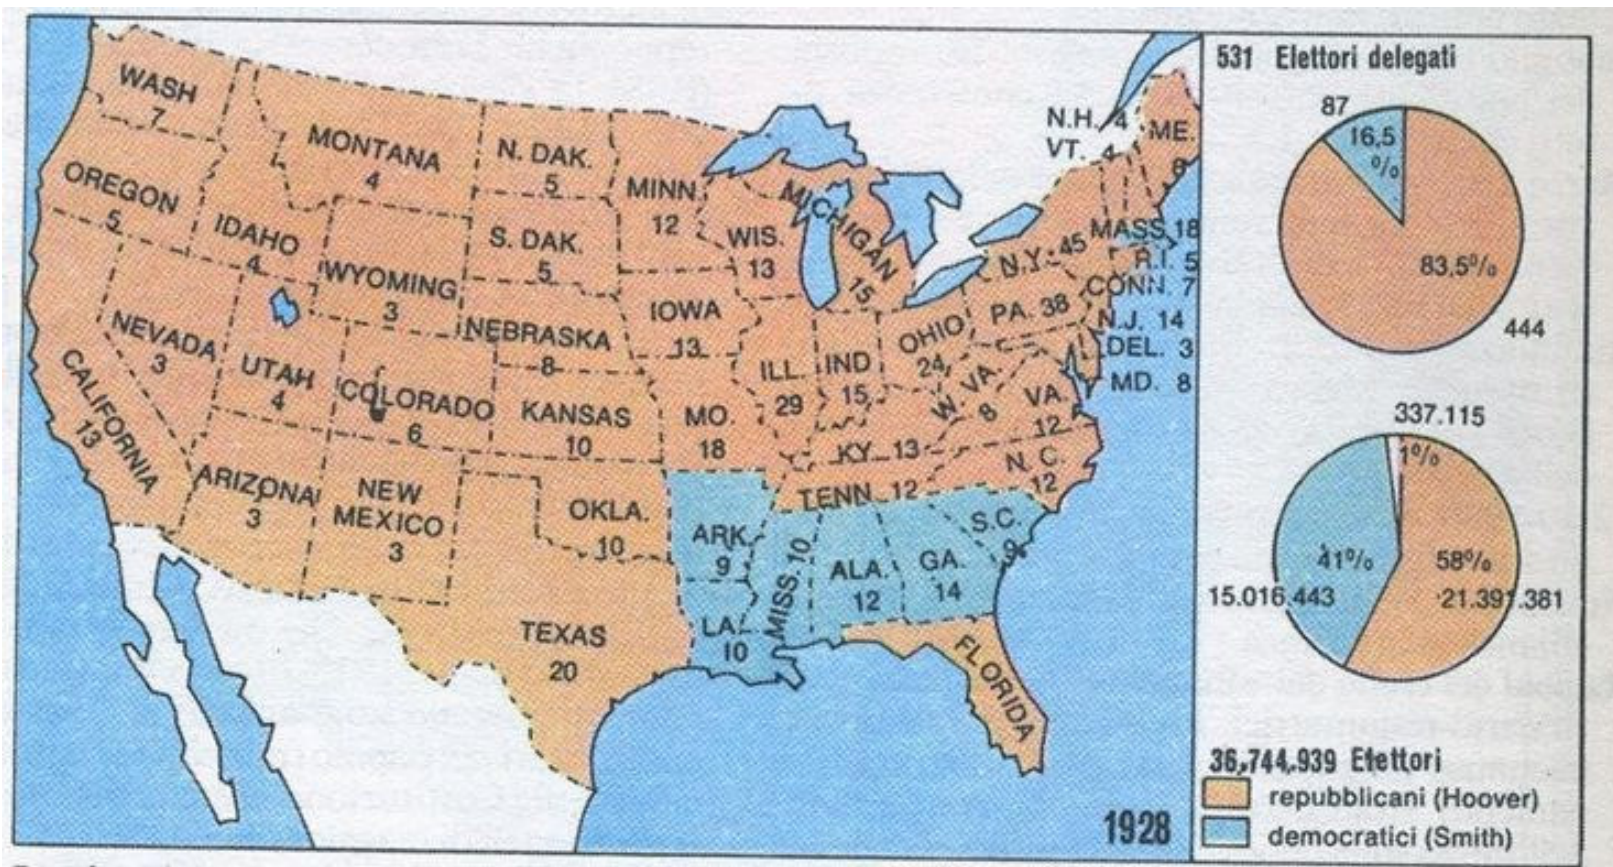 WASH
7
OREGON
5
CALIFORNIA
13
NEVADA
3
IDAHO
4
MONTANA
4
WYOMING
3
UTAH
4
COLORADO
6
ARIZONA
3
NEW
MEXICO
3
N. DAK.
5
S. DAK.
5
NEBRASKA
8
KANSAS
10
OKLA.
10
TEXAS
20
MINN.
12
IOWA
13
MO.
18
ARK.
9
LA.
10
WIS.
13
ILL.
29
MICHIGAN
15
IND
15
OHIO
24
KY. 13
TENN. 12
MISS. 10
ALA.
12
GA.
14
FLORIDA
S.C.
9
N. C.
12
VA.
12
W. VA.
8
PA. 38
N.Y. 45
N.H. 4
VT. 4
ME.
6
MASS. 18
R.I. 5
CONN. 7
N.J. 14
DEL. 3
MD. 8
1928
531 Elettori delegati
87
16,5
%
83,5%
444
337.115
1%
41%
58%
15.016.443
21.391.381
36,744,939 Elettori
repubblicani (Hoover)
democratici (Smith)